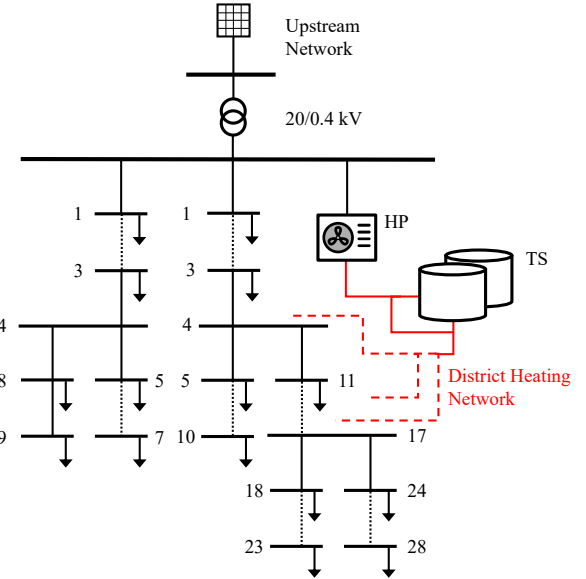 Upstream
Network
20/0.4 kV
1
1
HP
3
3
TS
4
4
8
5
5
11
District Heating
Network
9
7
10
17
18
24
23
28